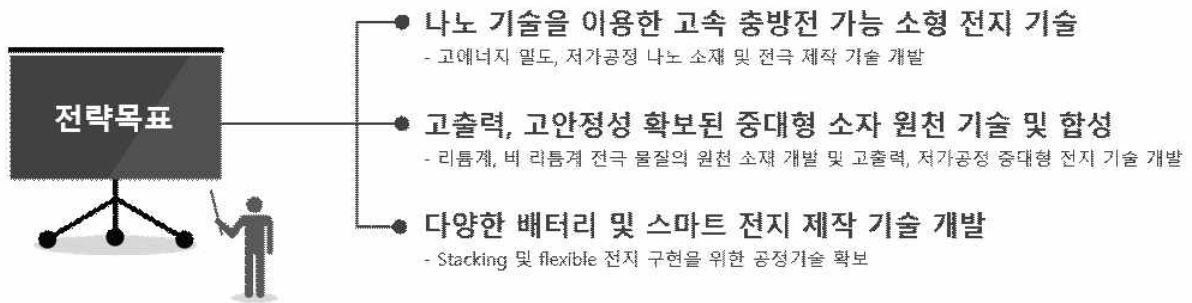 전략목표
나노 기술을 이용한 고속 충방전 가능 소형 전지 기술
- 고에너지 밀도, 저가공정 나노 소재 및 전극 제작 기술 개발
고출력, 고안정성 확보된 중대형 소자 원천 기술 및 합성
- 리튬계, 비 리튬계 전극 물질의 원천 소재 개발 및 고출력, 저가공정 중대형 전지 기술 개발
다양한 배터리 및 스마트 전지 제작 기술 개발
- Stacking 및 flexible 전지 구현을 위한 공정기술 확보